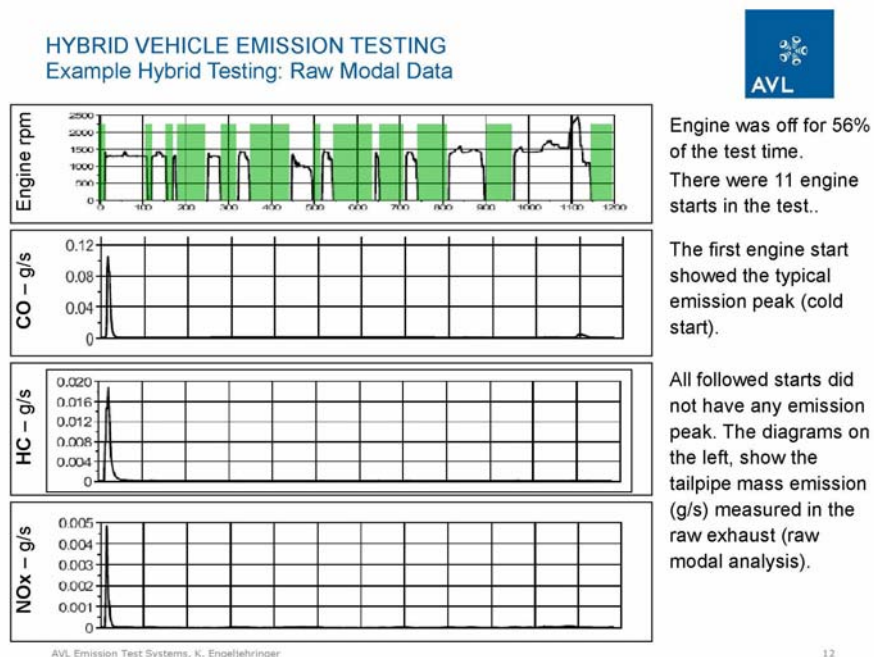 HYBRID VEHICLE EMISSION TESTING
Example Hybrid Testing: Raw Modal Data
AVL
Engine rpm
2500
2000
1500
1000
500
0
0 100 200 300 400 500 600 700 800 900 1000 1100 1200
Engine was off for 56%
of the test time.
There were 11 engine
starts in the test..
CO – g/s
0.12
0.08
0.04
0
The first engine start
showed the typical
emission peak (cold
start).
HC – g/s
0.020
0.016
0.012
0.008
0.004
0
All followed starts did
not have any emission
peak. The diagrams on
the left, show the
tailpipe mass emission
(g/s) measured in the
raw exhaust (raw
modal analysis).
NOx – g/s
0.005
0.004
0.003
0.002
0.001
0
AVL Emission Test Systems, K. Engeljehringer
12